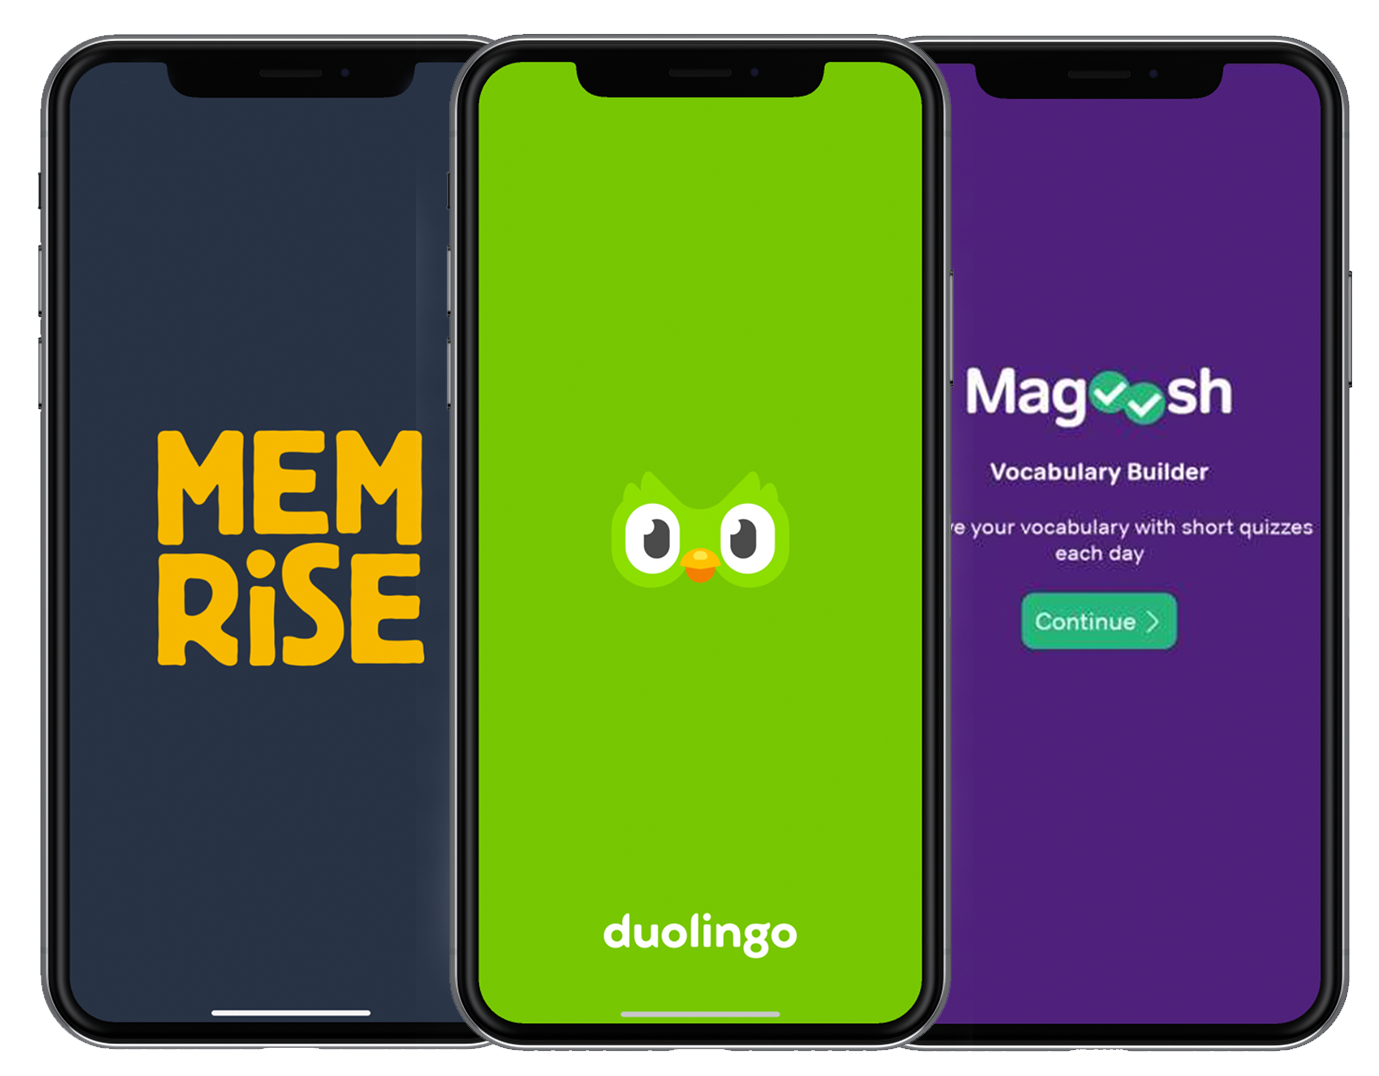 MEM
RiSE
duolingo
Magoosh
Vocabulary Builder
your vocabulary with short quizzes
each day
Continue